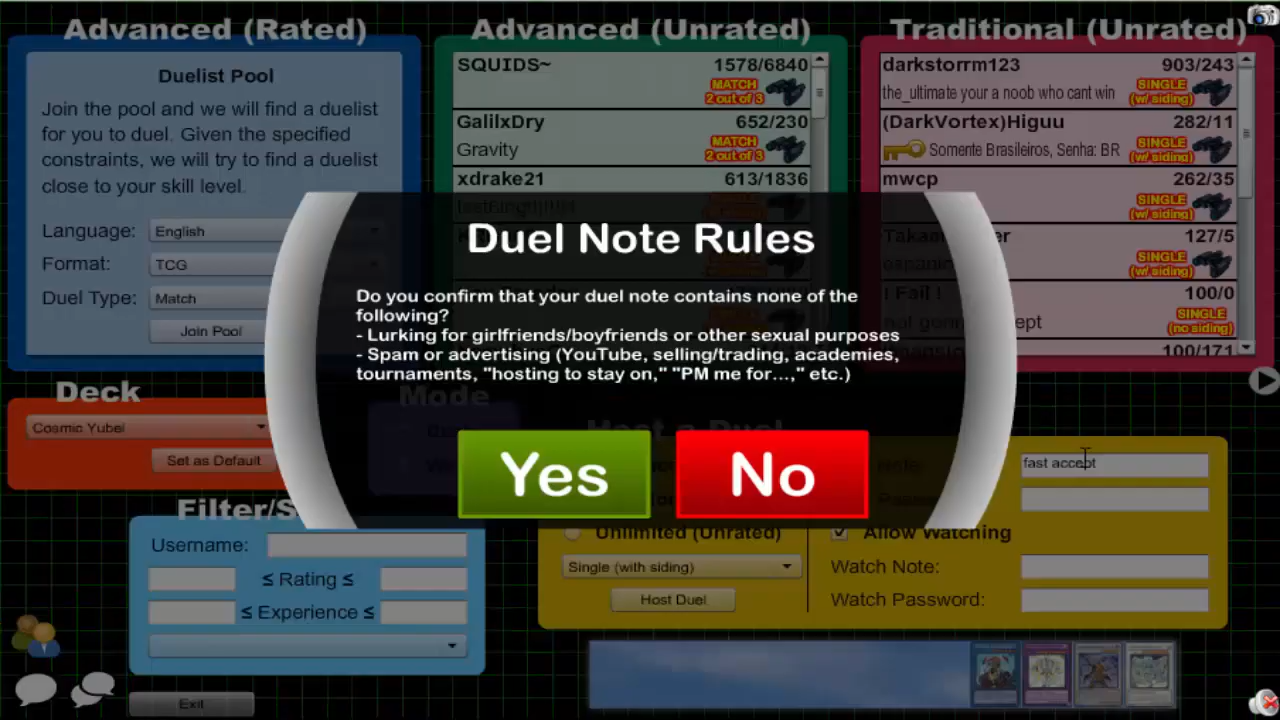 Advanced (Rated)
Duelist Pool
Join the pool and we will find a duelist
for you to duel. Given the specified
constraints, we will try to find a duelist
close to your skill level.
Language: English
Format: TCG
Duel Type: Match
Join Pool
Advanced (Unrated)
SQUIDS~ 1578/6840
MATCH
2 out of 3
GalilxDry 652/230
Gravity MATCH
2 out of 3
xdrake21 613/1836
Traditional (Unrated)
darkstorrm123 903/243
the_ultimate your a noob who cant win SINGLE
(w/ siding)
(DarkVortex)Higuu 282/11
Somente Brasileiros, Senha: BR SINGLE
(w/ siding)
mwcp 262/35
SINGLE
(w/ siding)
127/5
SINGLE
(w/ siding)
! Fail ! 100/0
SINGLE
(no siding)
100/171
Duel Note Rules
Do you confirm that your duel note contains none of the
following?
- Lurking for girlfriends/boyfriends or other sexual purposes
- Spam or advertising (YouTube, selling/trading, academies,
tournaments, "hosting to stay on," "PM me for...," etc.)
Yes
No
Deck
Cosmic Yubel
Set as Default
Mode
Host a Duel
fast accept
Unlimited (Unrated)
Allow Watching
Single (with siding)
Watch Note:
Host Duel
Watch Password:
Filter/S
Username:
≤ Rating ≤
≤ Experience ≤
Exit